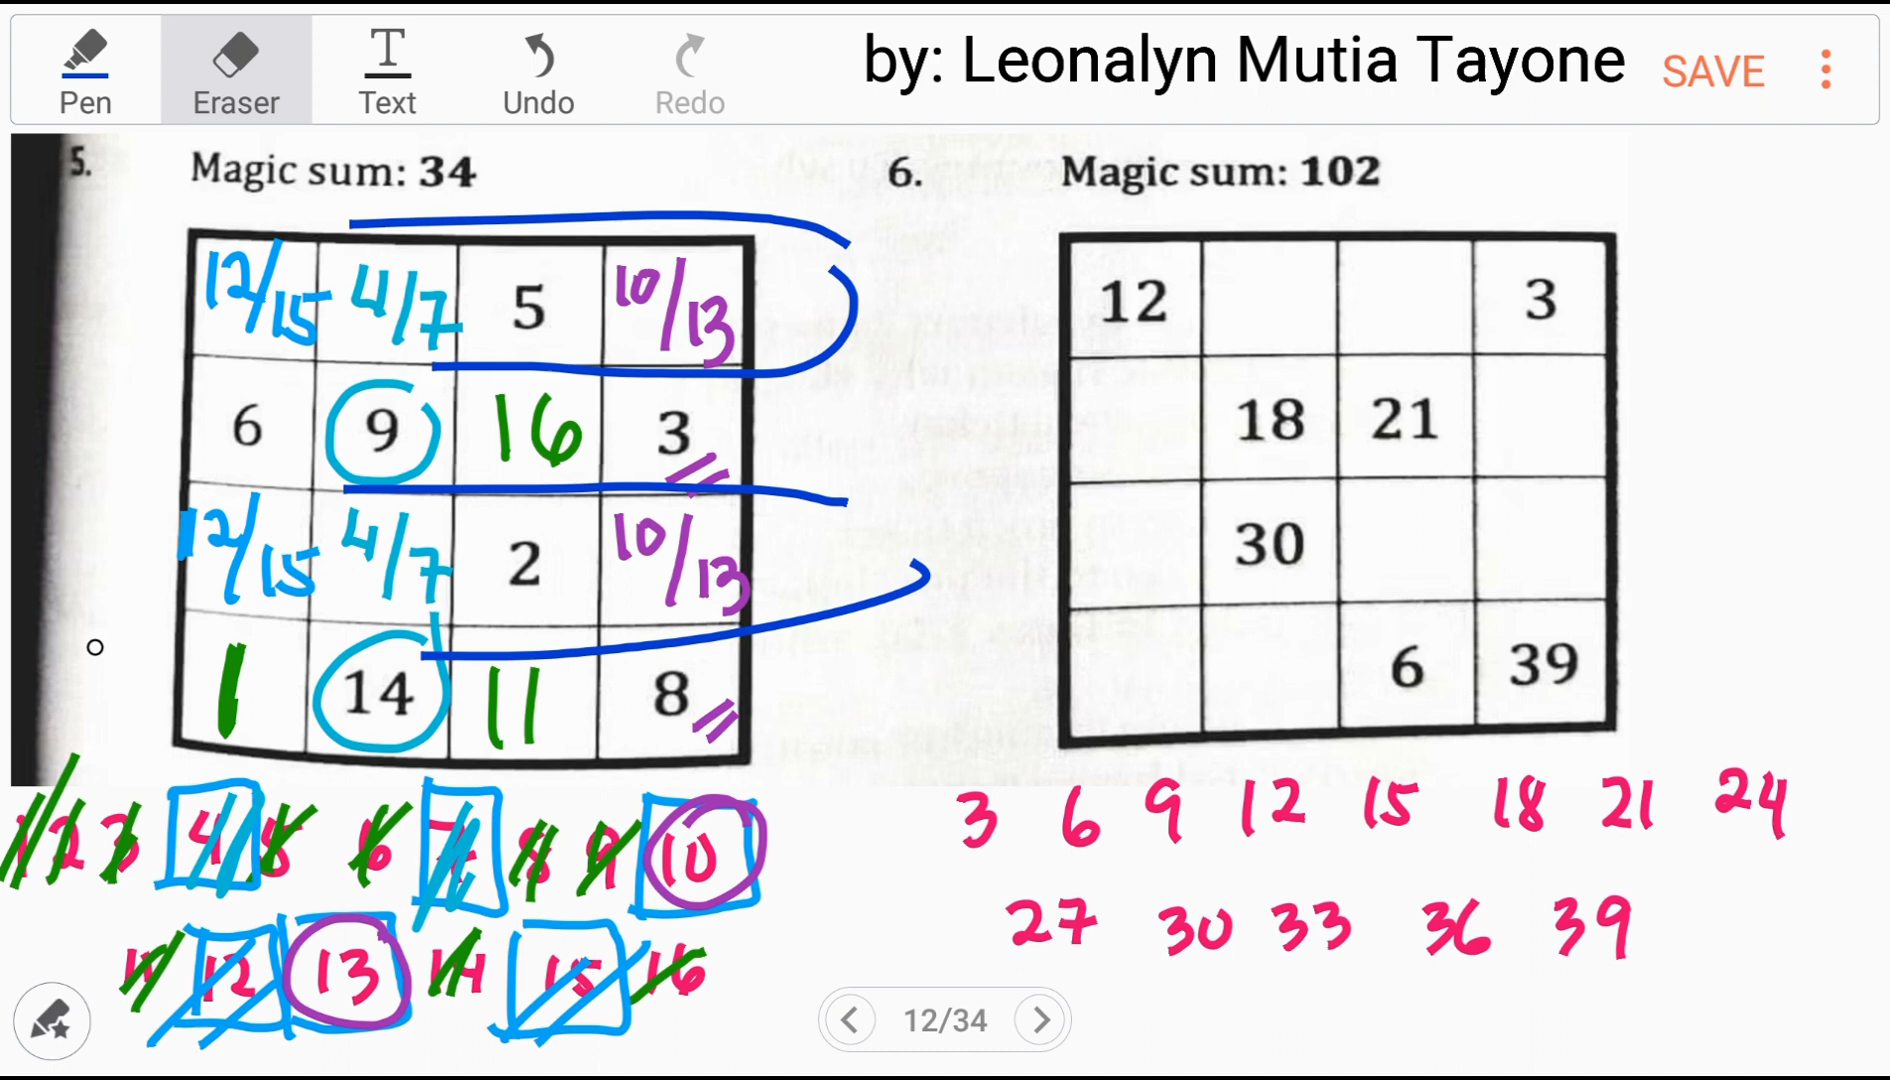 by: Leonalyn Mutia Tayone SAVE
Pen Eraser Text Undo Redo
5. Magic sum: 34
12/15 4/7 5 10/13
6 9 16 3
12/15 4/7 2 10/13
1 14 11 8
1 2 3 4 5 6 7 8 9 10
11 12 13 14 15 16
6. Magic sum: 102
12 3
18 21
30
6 39
3 6 9 12 15 18 21 24
27 30 33 36 39
12/34